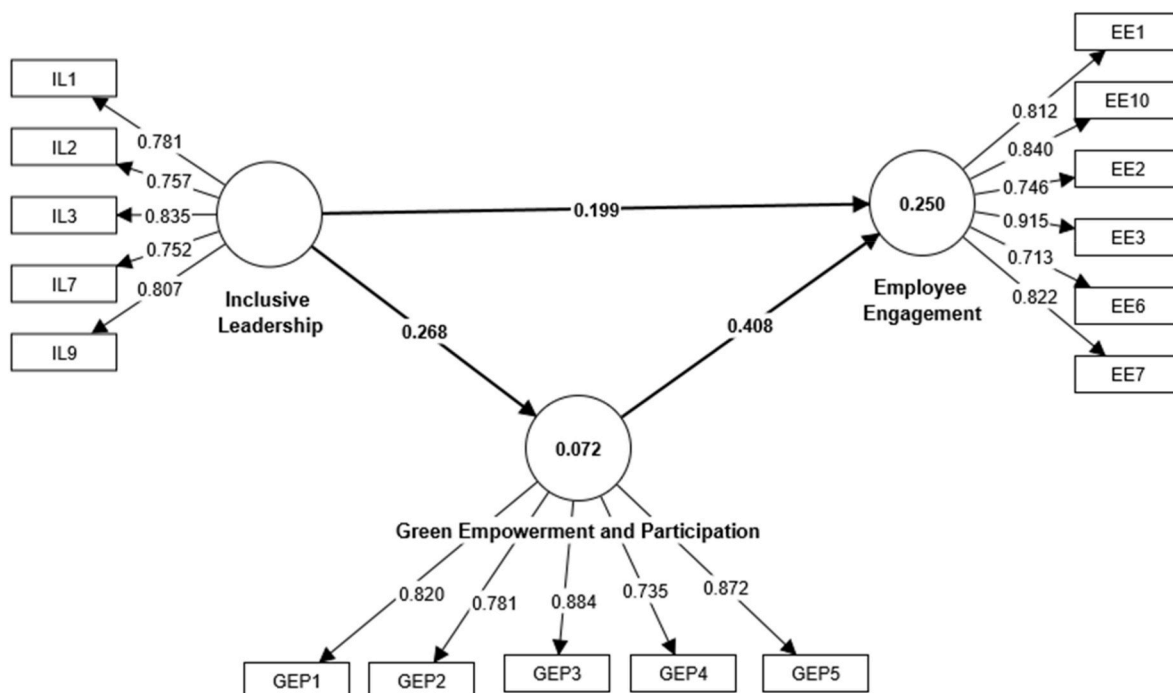 EE1
IL1
0.812
EE10
0.781
0.840
IL2
0.757
0.746
EE2
IL3
0.835
0.199
0.250
0.915
EE3
0.752
0.713
IL7
0.807
Inclusive
Leadership
Employee
Engagement
0.822
EE6
IL9
0.268
0.408
EE7
0.072
Green Empowerment and Participation
0.820
0.781
0.884
0.735
0.872
GEP1
GEP2
GEP3
GEP4
GEP5